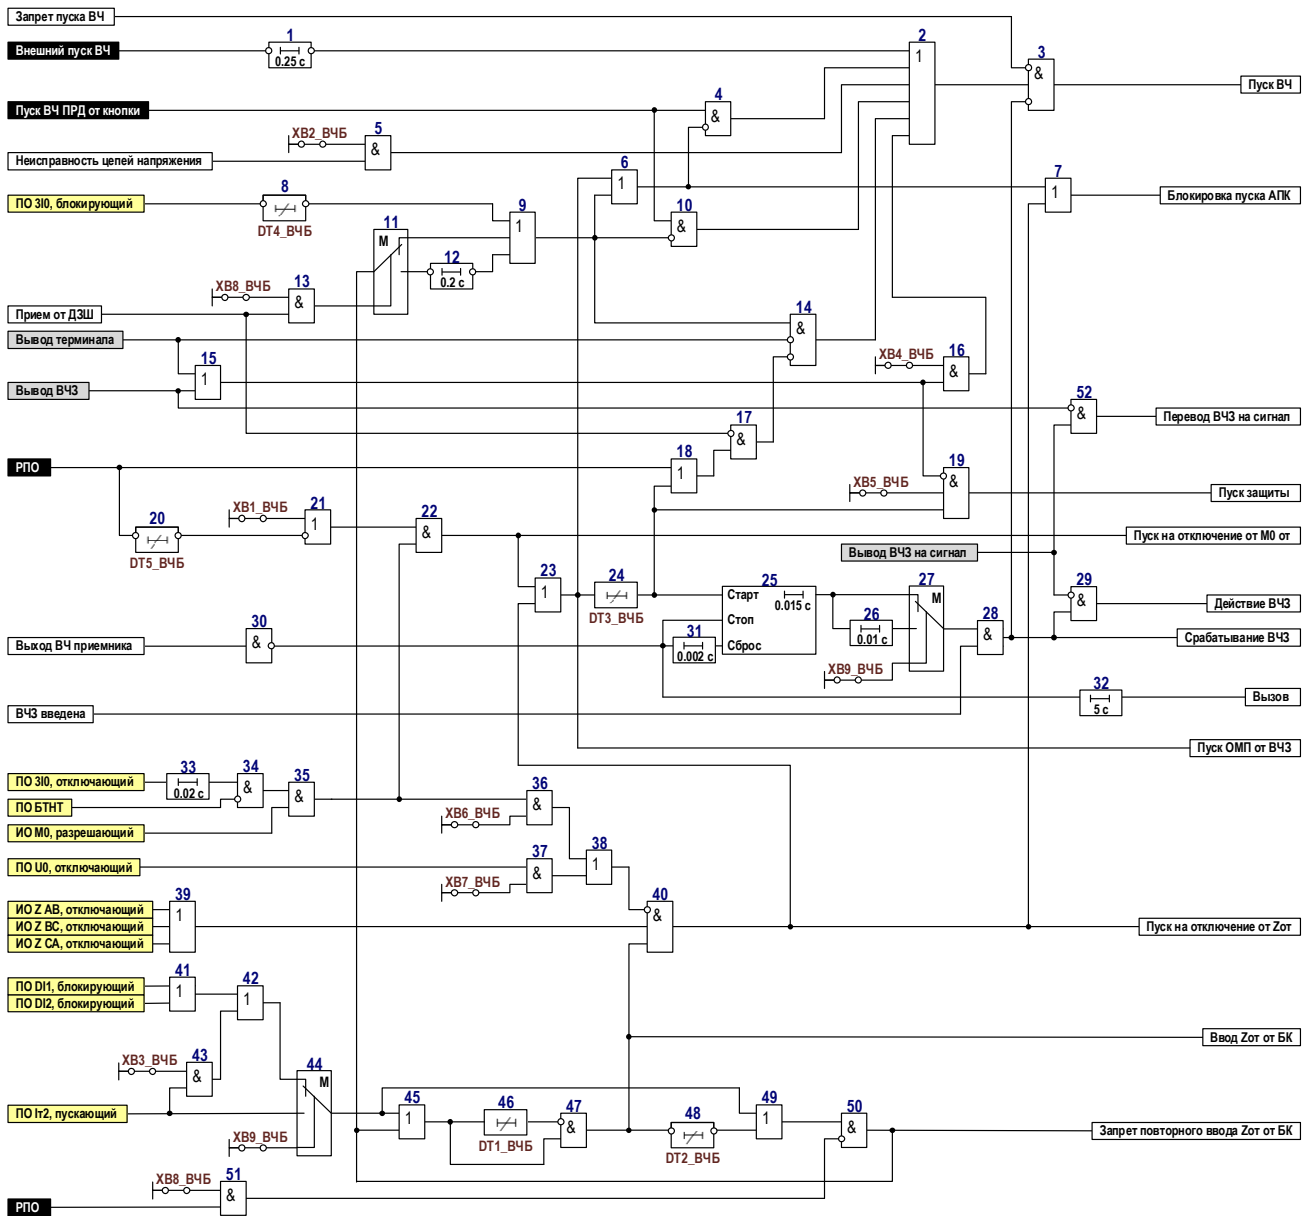 Запрет пуска ВЧ
1
2
3
Внешний пуск ВЧ
0.25 с
1
&
Пуск ВЧ
4
Пуск ВЧ ПРД от кнопки
&
5
ХВ2_ВЧБ
&
Неисправность цепей напряжения
6
7
8
1
1
Блокировка пуска АПК
ПО 3I0, блокирующий
DT4_ВЧБ
9
1
10
&
11
М
12
0.2 с
13
ХВ8_ВЧБ
&
Прием от ДЗШ
14
&
Вывод терминала
15
1
16
ХВ4_ВЧБ
&
Вывод ВЧЗ
52
&
Перевод ВЧЗ на сигнал
17
&
18
1
РПО
19
&
ХВ5_ВЧБ
Пуск защиты
20
DT5_ВЧБ
21
ХВ1_ВЧБ
1
22
&
Пуск на отключение от М0 от
Вывод ВЧЗ на сигнал
23
1
24
DT3_ВЧБ
25
Старт
0.015 с
Стоп
Сброс
26
0.01 с
27
М
28
&
29
&
Действие ВЧЗ
30
&
Выход ВЧ приемника
31
0.002 с
Срабатывание ВЧЗ
ХВ9_ВЧБ
32
5 с
Вызов
ВЧЗ введена
Пуск ОМП от ВЧЗ
33
34
35
ПО 3I0, отключающий
0.02 с
&
&
ПО БТНТ
ИО М0, разрешающий
36
&
ХВ6_ВЧБ
37
38
ПО U0, отключающий
&
1
ХВ7_ВЧБ
39
40
ИО Z АВ, отключающий
1
&
ИО Z ВС, отключающий
Пуск на отключение от Zот
ИО Z СА, отключающий
41
42
ПО DI1, блокирующий
1
1
ПО DI2, блокирующий
Ввод Zот от БК
43
44
ХВ3_ВЧБ
&
М
ПО Iт2, пускающий
45
1
46
DT1_ВЧБ
47
&
48
DT2_ВЧБ
49
1
50
&
Запрет повторного ввода Zот от БК
ХВ9_ВЧБ
51
ХВ8_ВЧБ
&
РПО